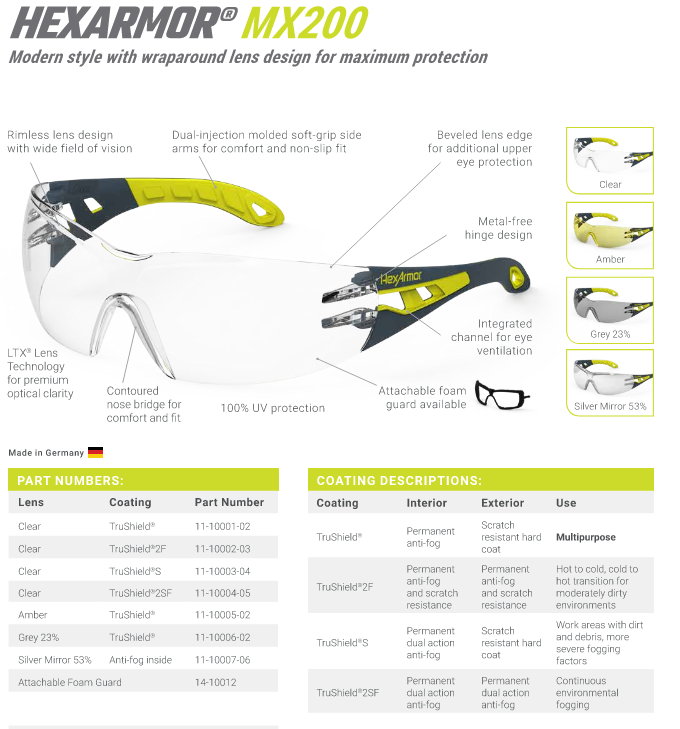 HEXARMOR® MX200
Modern style with wraparound lens design for maximum protection
Rimless lens design
with wide field of vision
Dual-injection molded soft-grip side
arms for comfort and non-slip fit
Beveled lens edge
for additional upper
eye protection
Metal-free
hinge design
HexArmor
Integrated
channel for eye
ventilation
LTX® Lens
Technology
for premium
optical clarity
Contoured
nose bridge for
comfort and fit
100% UV protection
Attachable foam
guard available
Clear
Amber
Grey 23%
Silver Mirror 53%
Made in Germany
PART NUMBERS:
Lens Coating Part Number
Clear TruShield® 11-10001-02
Clear TruShield®2F 11-10002-03
Clear TruShield®S 11-10003-04
Clear TruShield®2SF 11-10004-05
Amber TruShield® 11-10005-02
Grey 23% TruShield® 11-10006-02
Silver Mirror 53% Anti-fog inside 11-10007-06
Attachable Foam Guard 14-10012
COATING DESCRIPTIONS:
Coating Interior Exterior Use
TruShield®
Permanent
anti-fog
Scratch
resistant hard
coat
Multipurpose
TruShield®2F
Permanent
anti-fog
and scratch
resistance
Permanent
anti-fog
and scratch
resistance
Hot to cold, cold to
hot transition for
moderately dirty
environments
TruShield®S
Permanent
dual action
anti-fog
Scratch
resistant hard
coat
Work areas with dirt
and debris, more
severe fogging
factors
TruShield®2SF
Permanent
dual action
anti-fog
Permanent
dual action
anti-fog
Continuous
environmental
fogging